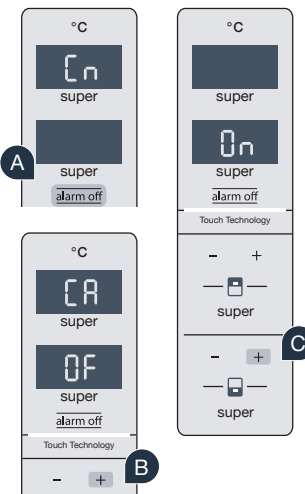 °C
Cn
super
super
alarm off
A
°C
CA
super
OF
super
alarm off
Touch Technology
- +
B
°C
super
On
super
alarm off
Touch Technology
- +
super
- +
super
C